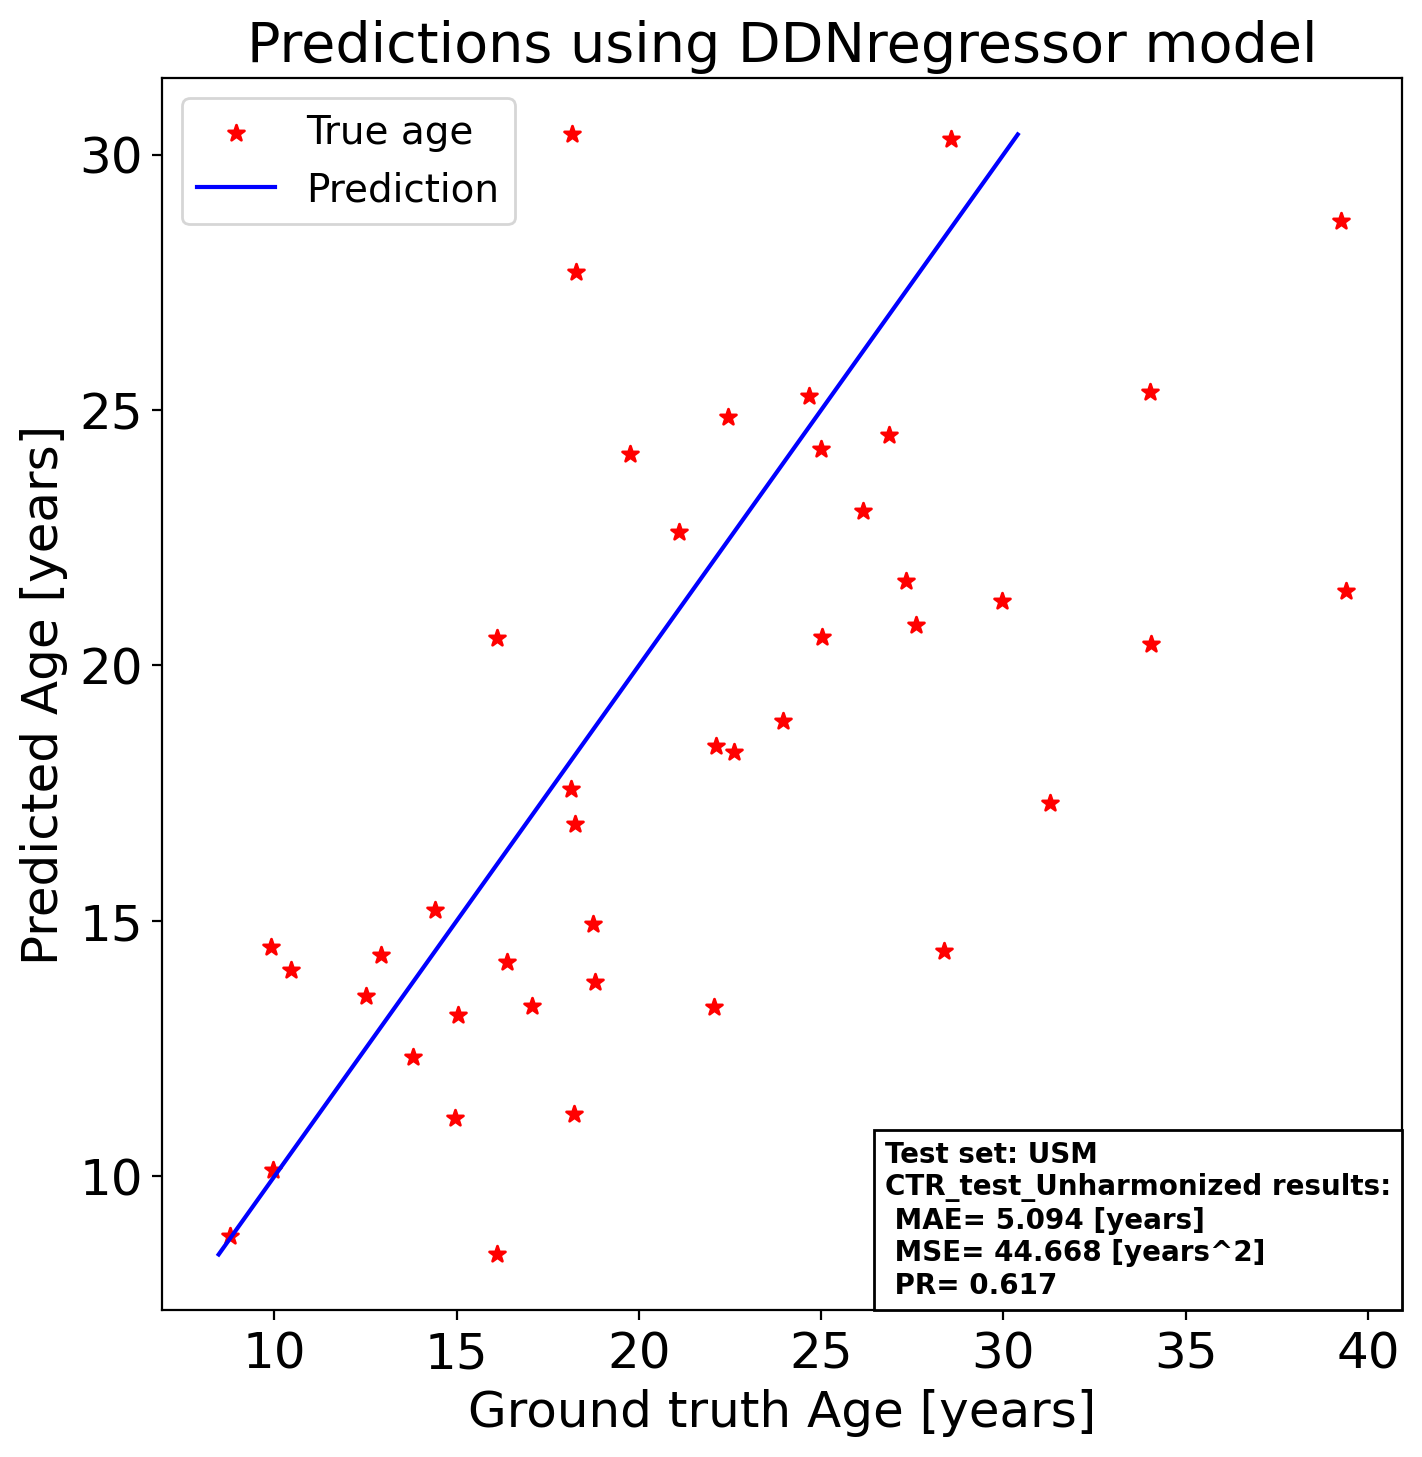 Predictions using DDNregressor model
True age
Prediction
30
25
20
15
10
Predicted Age [years]
Test set: USM
CTR_test_Unharmonized results:
MAE= 5.094 [years]
MSE= 44.668 [years^2]
PR= 0.617
10 15 20 25 30 35 40
Ground truth Age [years]